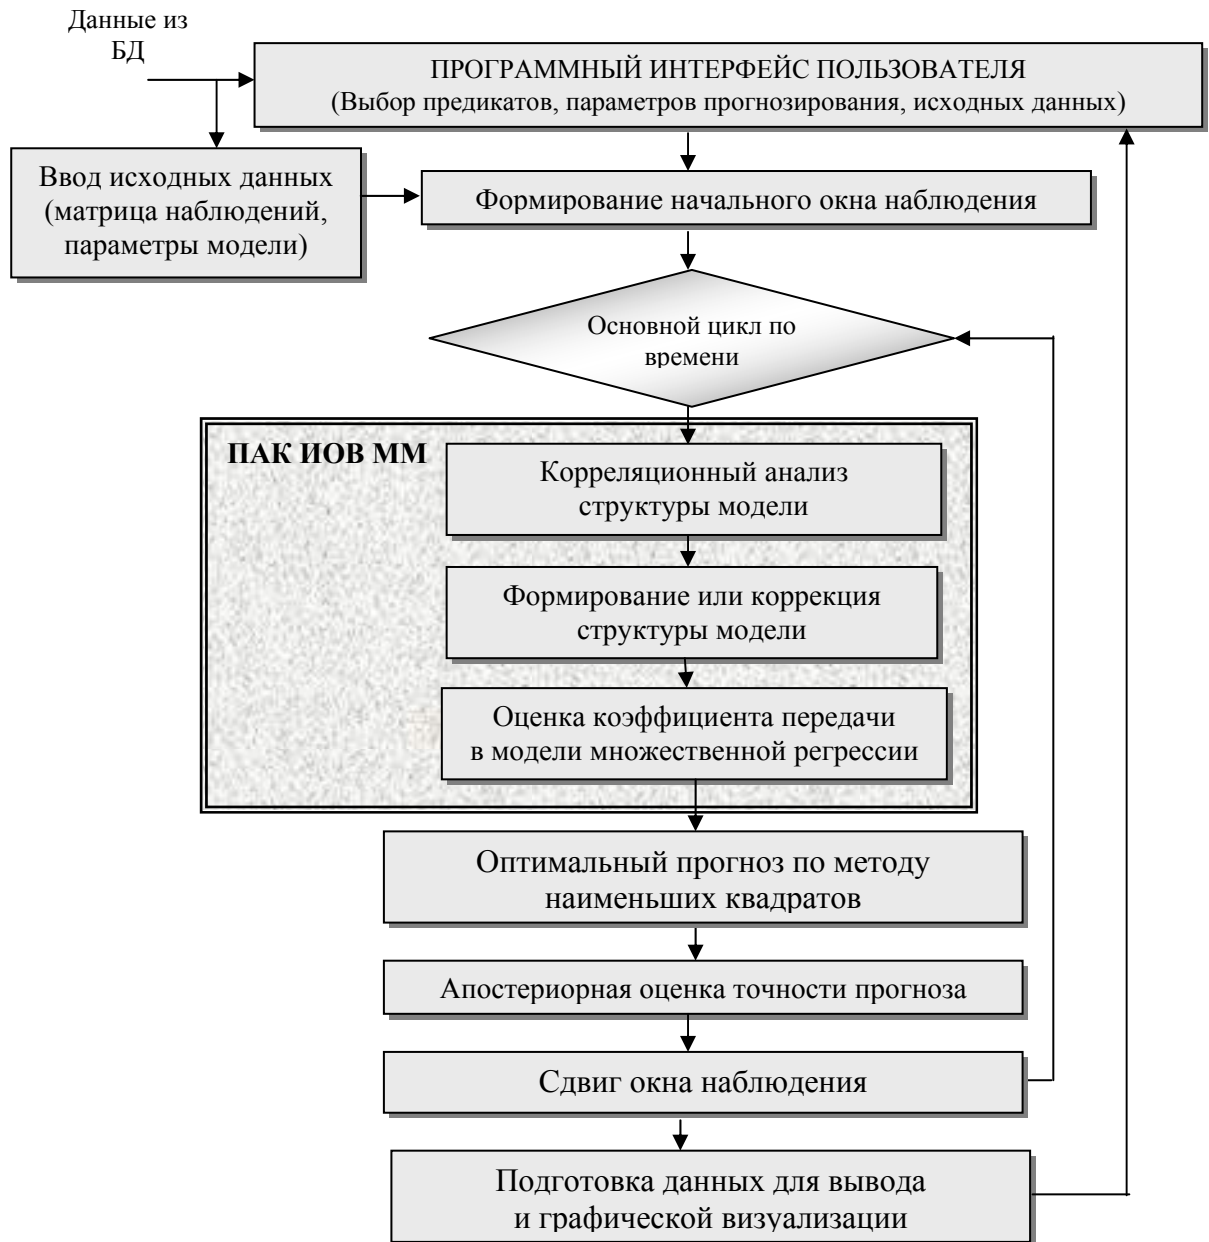 Данные из
БД
ПРОГРАММНЫЙ ИНТЕРФЕЙС ПОЛЬЗОВАТЕЛЯ
(Выбор предикатов, параметров прогнозирования, исходных данных)
Ввод исходных данных
(матрица наблюдений,
параметры модели)
Формирование начального окна наблюдения
Основной цикл по
времени
ПАК ИОВ ММ
Корреляционный анализ
структуры модели
Формирование или коррекция
структуры модели
Оценка коэффициента передачи
в модели множественной регрессии
Оптимальный прогноз по методу
наименьших квадратов
Апостериорная оценка точности прогноза
Сдвиг окна наблюдения
Подготовка данных для вывода
и графической визуализации